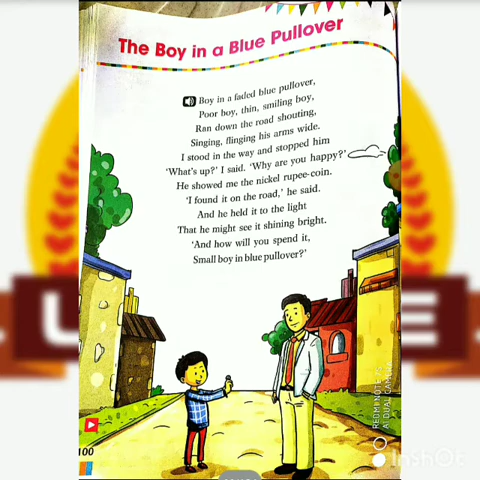 The Boy in a Blue Pullover
Boy in a faded blue pullover,
Poor boy, thin, smiling boy,
Ran down the road shouting,
Singing, flinging his arms wide.
I stood in the way and stopped him
‘What's up?’ I said. ‘Why are you happy?’
He showed me the nickel rupee-coin.
‘I found it on the road,’ he said.
And he held it to the light
That he might see it shining bright.
‘And how will you spend it,
Small boy in blue pullover?’
100
REDMI NOTE 7S
AI DUAL CAMERA
InShOt